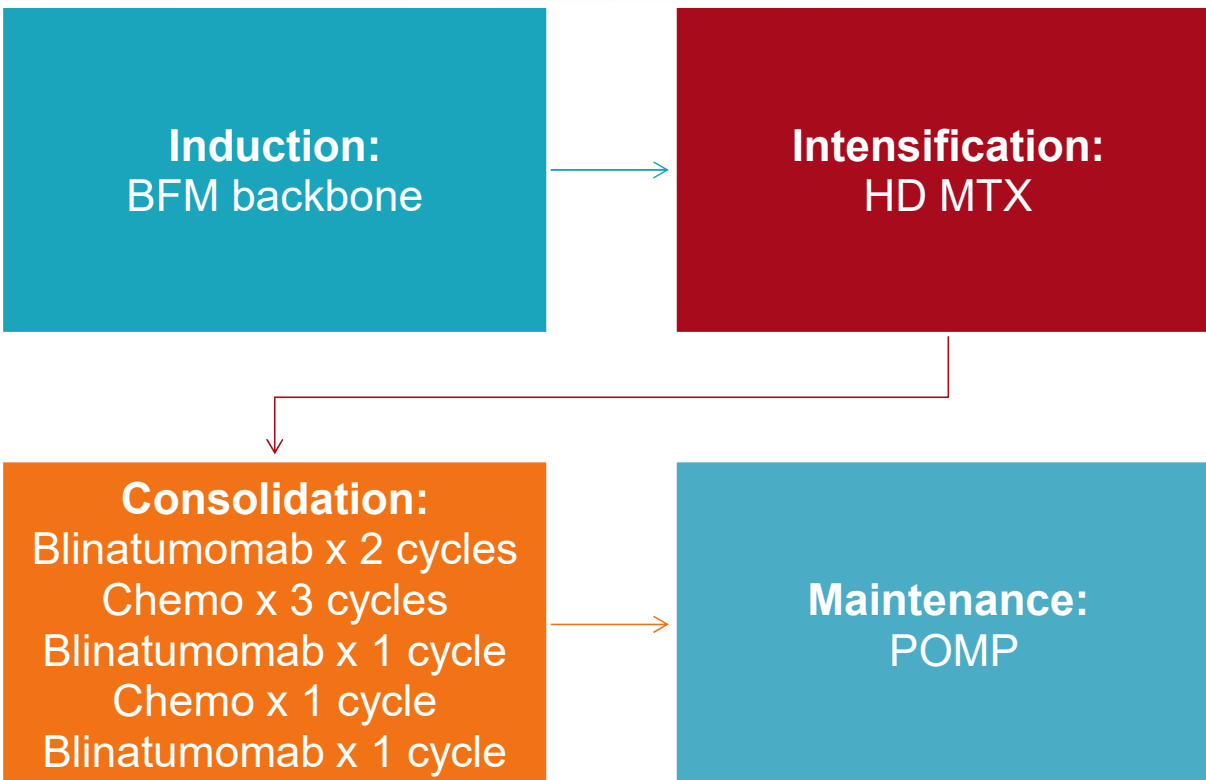 Induction:
BFM backbone
Intensification:
HD MTX
Consolidation:
Blinatumomab x 2 cycles
Chemo x 3 cycles
Blinatumomab x 1 cycle
Chemo x 1 cycle
Blinatumomab x 1 cycle
Maintenance:
POMP